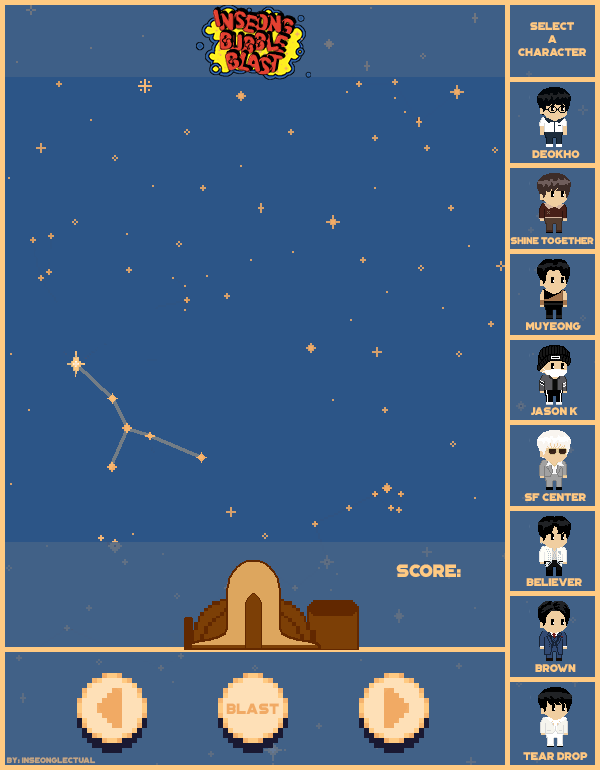 INSEONG
BUBBLE
BLAST
SELECT
A
CHARACTER
DEOKHO
SHINE TOGETHER
MUYEONG
JASON K
SF CENTER
BELIEVER
BROWN
TEAR DROP
SCORE:
BLAST
BY: INSEONGLECTUAL